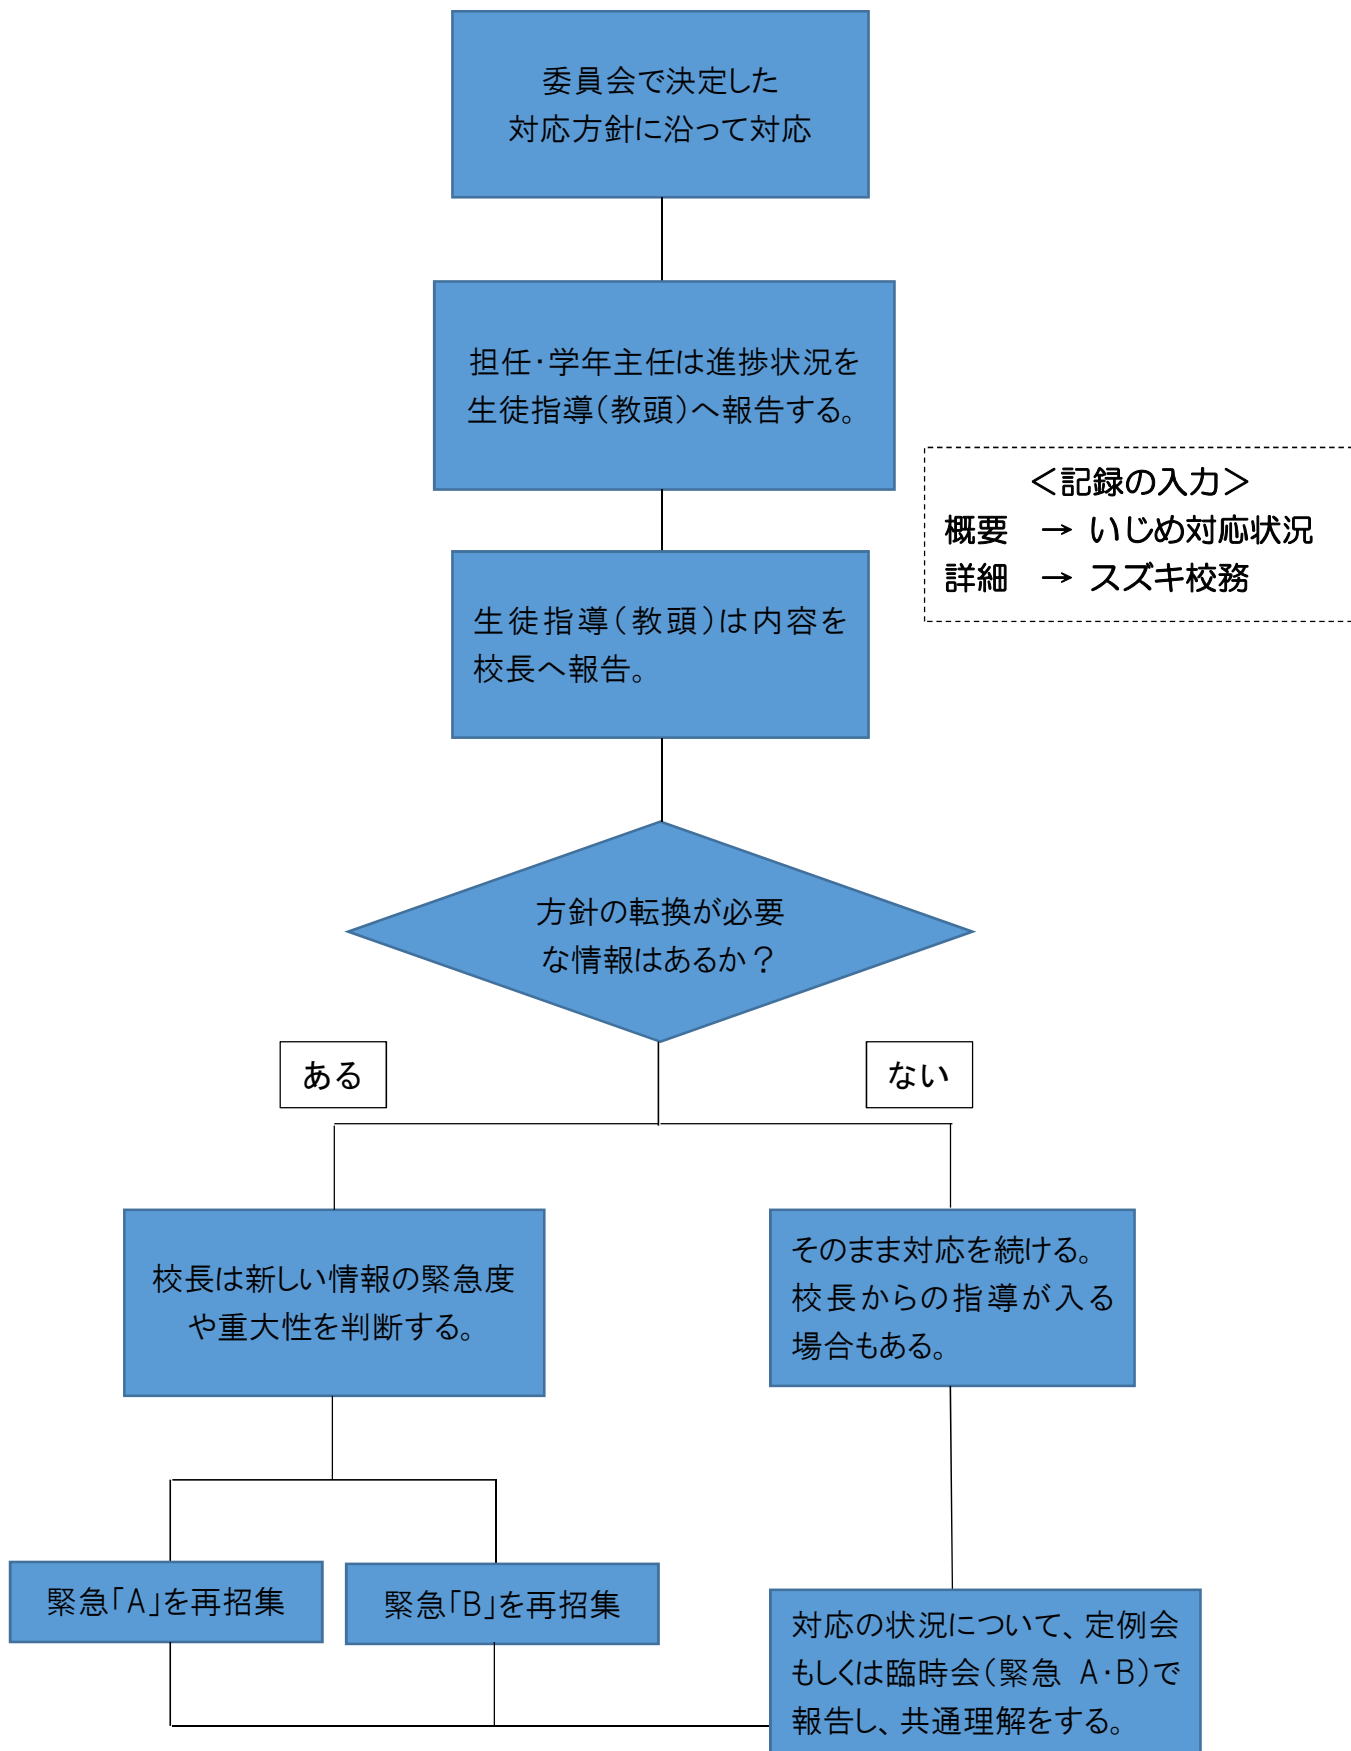 委員会で決定した
対応方針に沿って対応
担任・学年主任は進捗状況を
生徒指導（教頭）へ報告する。
＜記録の入力＞
概要　→ いじめ対応状況
詳細　→ スズキ校務
生徒指導（教頭）は内容を
校長へ報告。
方針の転換が必要
な情報はあるか？
ある
ない
校長は新しい情報の緊急度
や重大性を判断する。
そのまま対応を続ける。
校長からの指導が入る
場合もある。
緊急「A」を再招集
緊急「B」を再招集
対応の状況について、定例会
もしくは臨時会（緊急 A・B）で
報告し、共通理解をする。